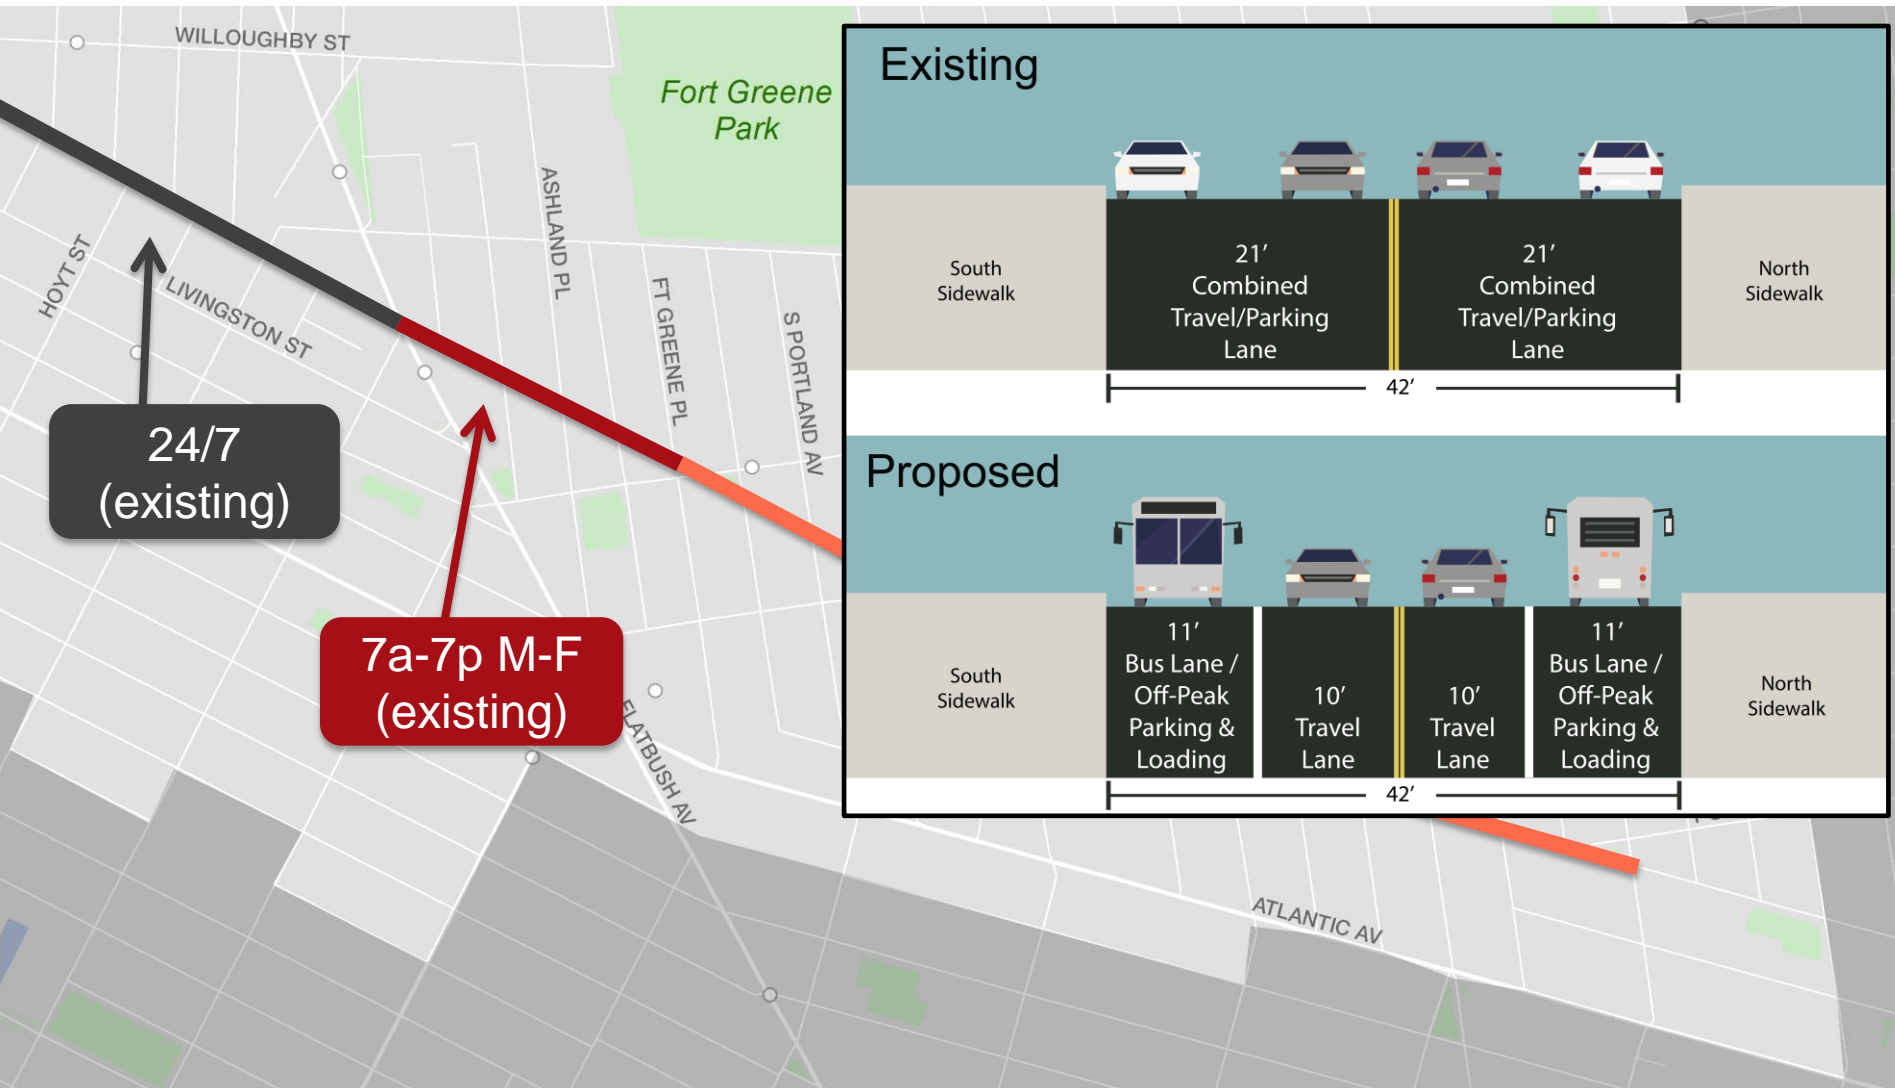 WILLOUGHBY ST
Fort Greene
Park
ASHLAND PL
HOYT ST
LIVINGSTON ST
FT GREENE PL
S PORTLAND AV
24/7
(existing)
7a-7p M-F
(existing)
FLATBUSH AV
ATLANTIC AV
Existing
South
Sidewalk
21′
Combined
Travel/Parking
Lane
21′
Combined
Travel/Parking
Lane
North
Sidewalk
42′
Proposed
South
Sidewalk
11′
Bus Lane /
Off-Peak
Parking &
Loading
10′
Travel
Lane
10′
Travel
Lane
11′
Bus Lane /
Off-Peak
Parking &
Loading
North
Sidewalk
42′